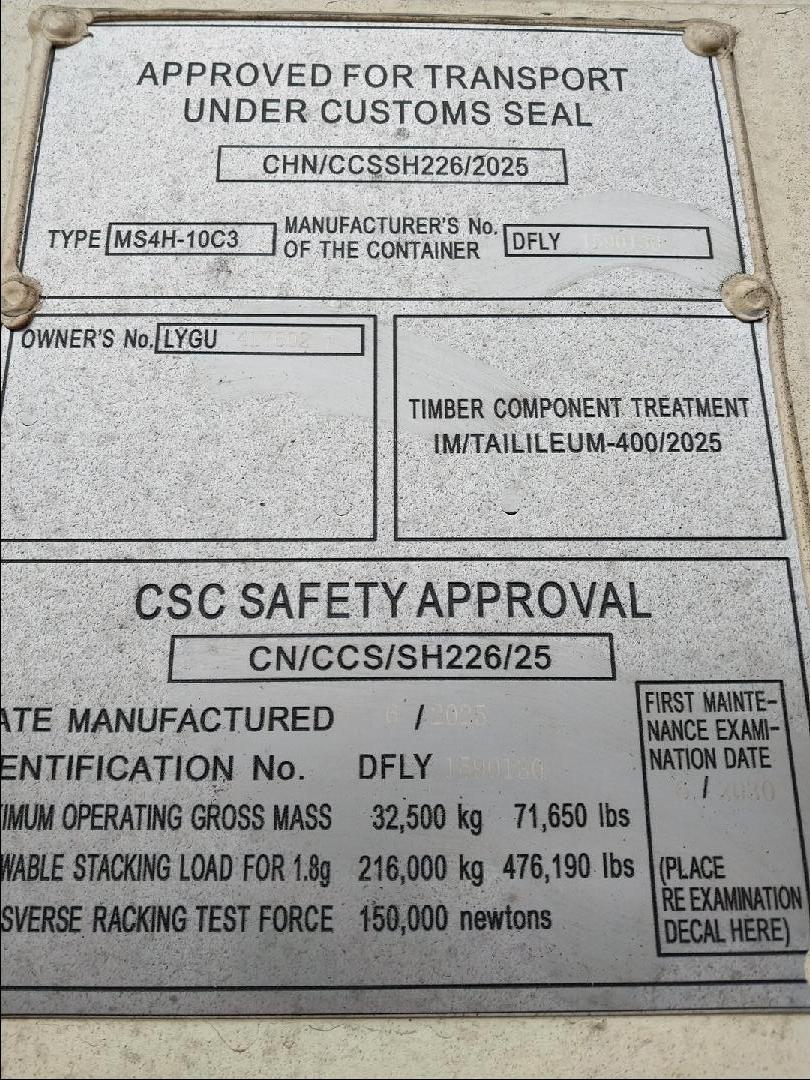 APPROVED FOR TRANSPORT
UNDER CUSTOMS SEAL
CHN/CCSSH226/2025
TYPE MS4H-10C3
MANUFACTURER'S No.
OF THE CONTAINER
DFLY
OWNER'S No. LYGU
TIMBER COMPONENT TREATMENT
IM/TAILILEUM-400/2025
CSC SAFETY APPROVAL
CN/CCS/SH226/25
ATE MANUFACTURED 6 / 2025
ENTIFICATION No. DFLY
IMUM OPERATING GROSS MASS 32,500 kg 71,650 lbs
WABLE STACKING LOAD FOR 1.8g 216,000 kg 476,190 lbs
SVERSE RACKING TEST FORCE 150,000 newtons
FIRST MAINTE-
NANCE EXAMI-
NATION DATE
/ 2030
(PLACE
RE EXAMINATION
DECAL HERE)